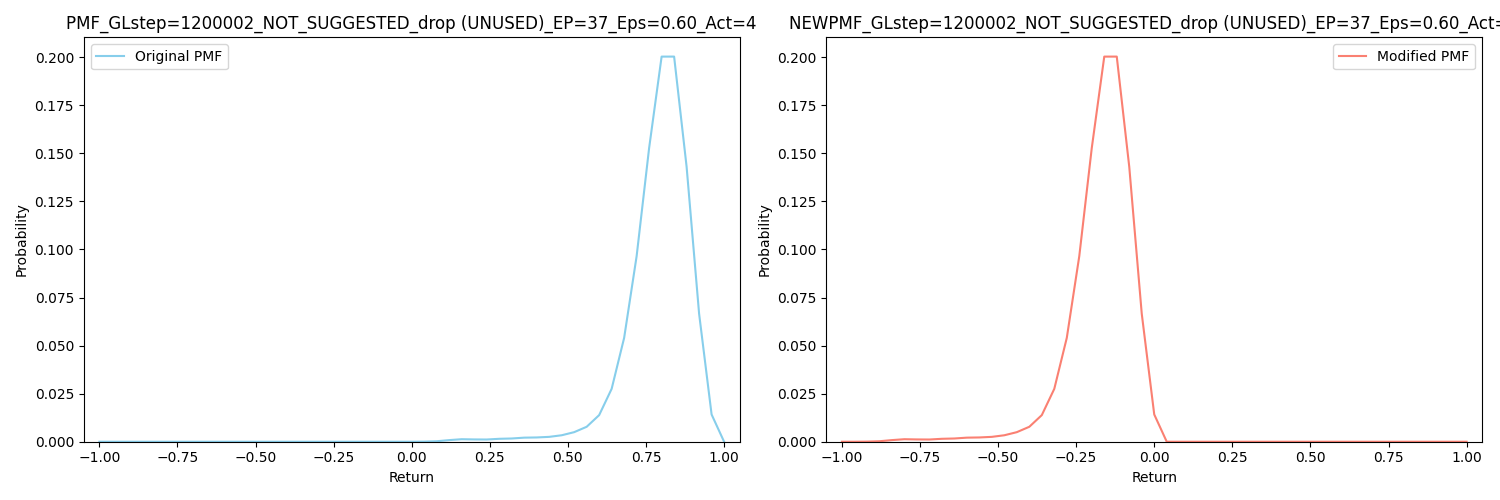 PMF_GLstep=1200002_NOT_SUGGESTED_drop (UNUSED)_EP=37_Eps=0.60_Act=4
Original PMF
0.200
0.175
0.150
0.125
0.100
0.075
0.050
0.025
0.000
Probability
−1.00 −0.75 −0.50 −0.25 0.00 0.25 0.50 0.75 1.00
Return
NEWPMF_GLstep=1200002_NOT_SUGGESTED_drop (UNUSED)_EP=37_Eps=0.60_Act=
Modified PMF
0.200
0.175
0.150
0.125
0.100
0.075
0.050
0.025
0.000
Probability
−1.00 −0.75 −0.50 −0.25 0.00 0.25 0.50 0.75 1.00
Return